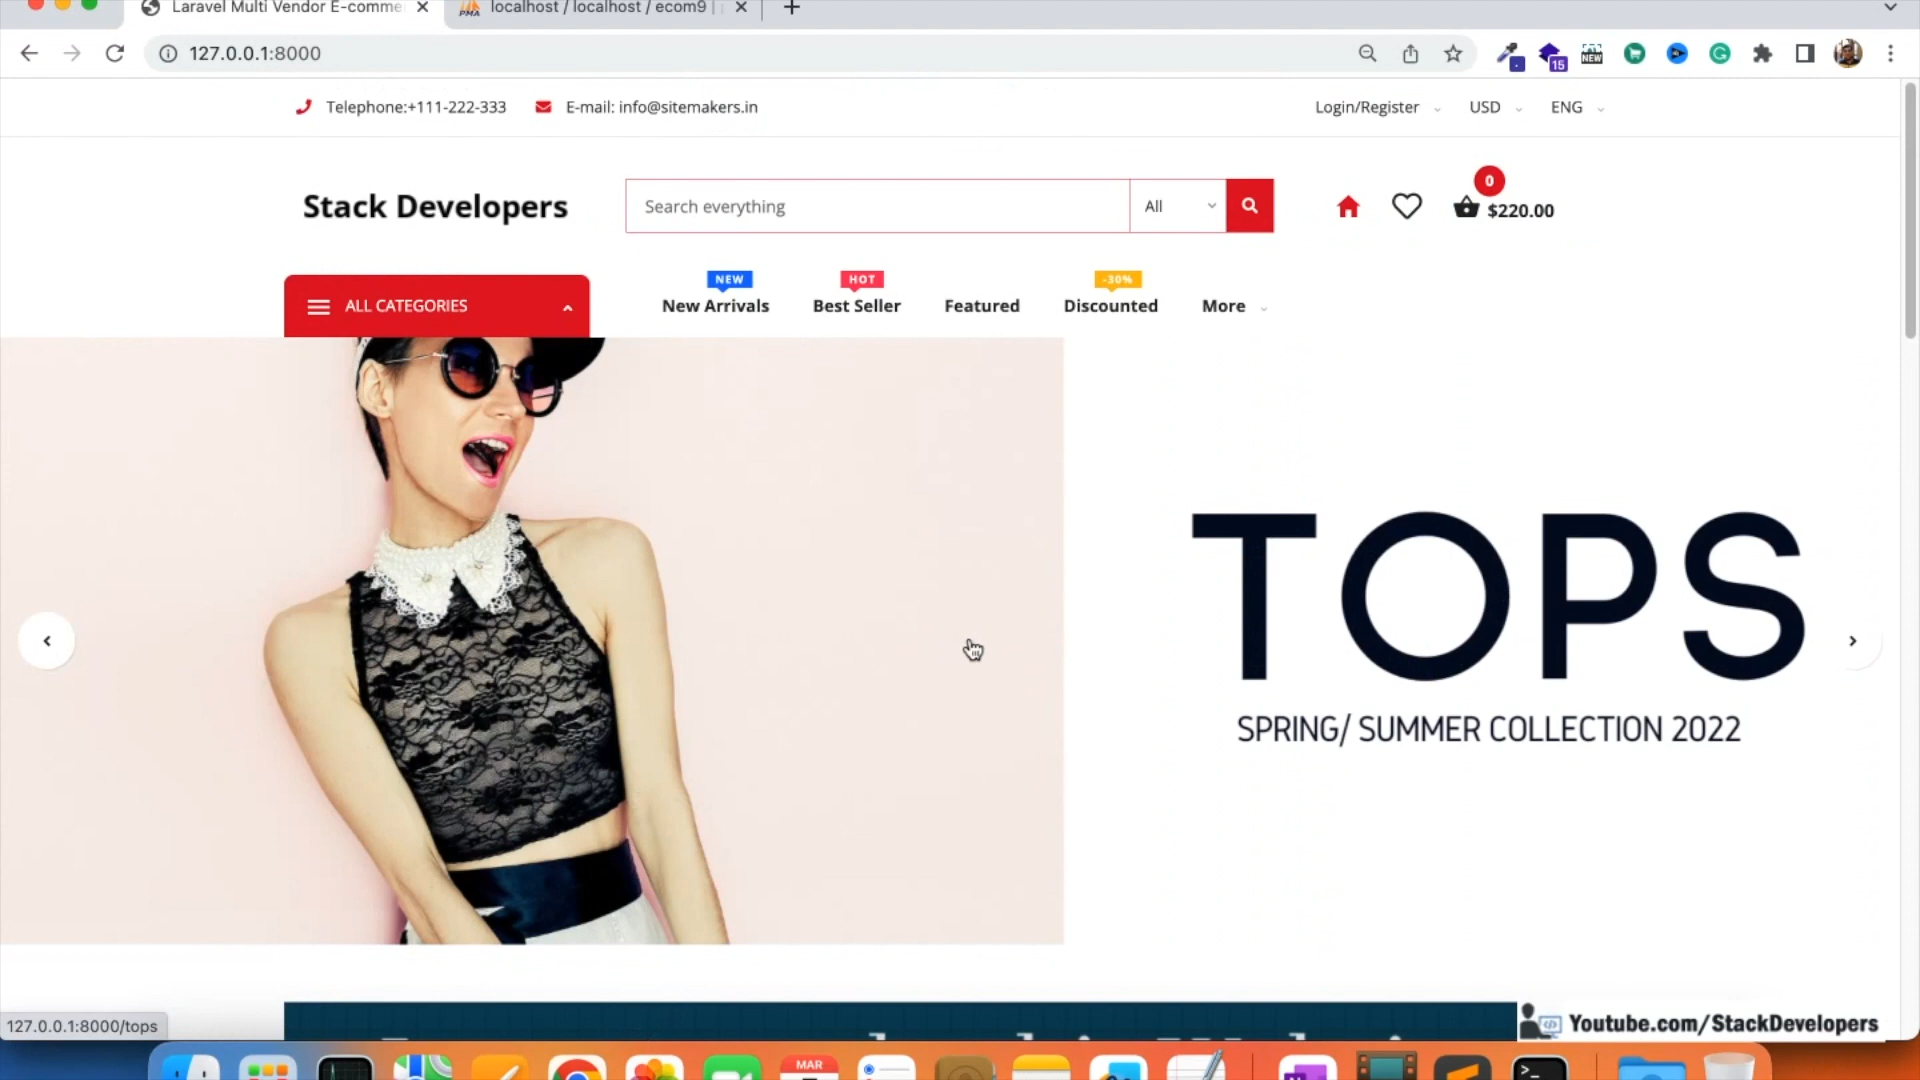 Laravel Multi Vendor E-comme
localhost / localhost / ecom9 |
127.0.0.1:8000
15
NEW
Telephone:+111-222-333
E-mail: info@sitemakers.in
Login/Register
USD
ENG
Stack Developers
Search everything
All
0
$220.00
ALL CATEGORIES
NEW
New Arrivals
HOT
Best Seller
Featured
-30%
Discounted
More
TOPS
SPRING/ SUMMER COLLECTION 2022
127.0.0.1:8000/tops
Youtube.com/StackDevelopers
MAR